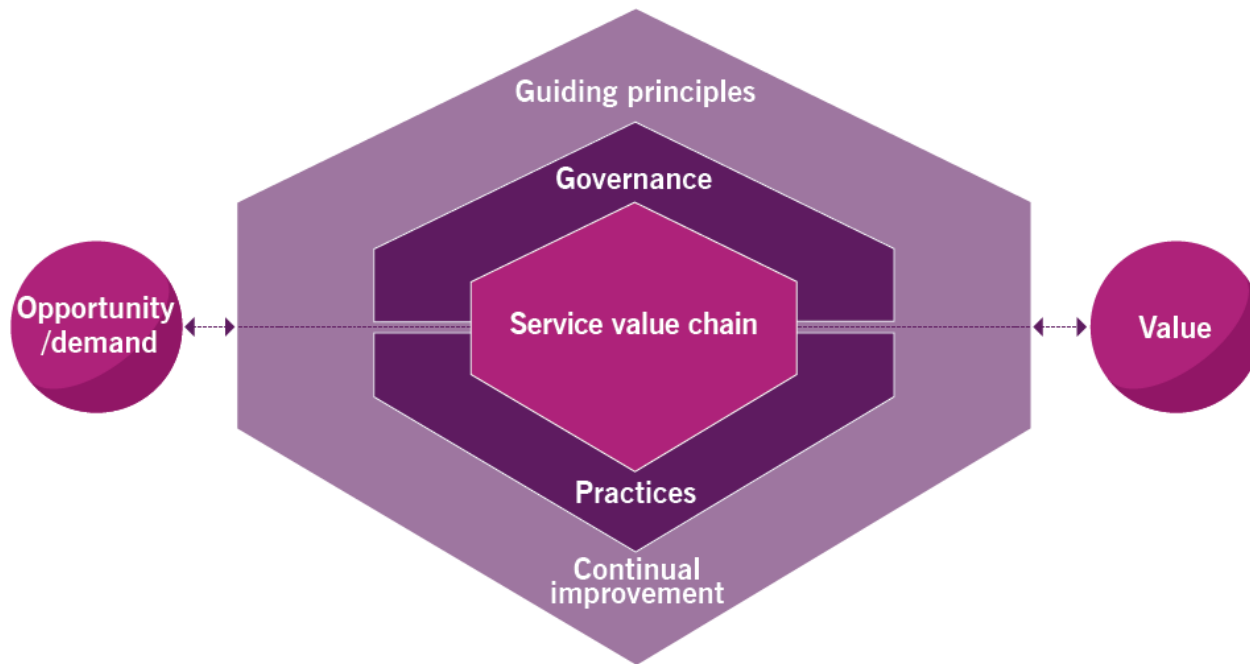 Guiding principles
Governance
Opportunity
/demand
Service value chain
Value
Practices
Continual
improvement